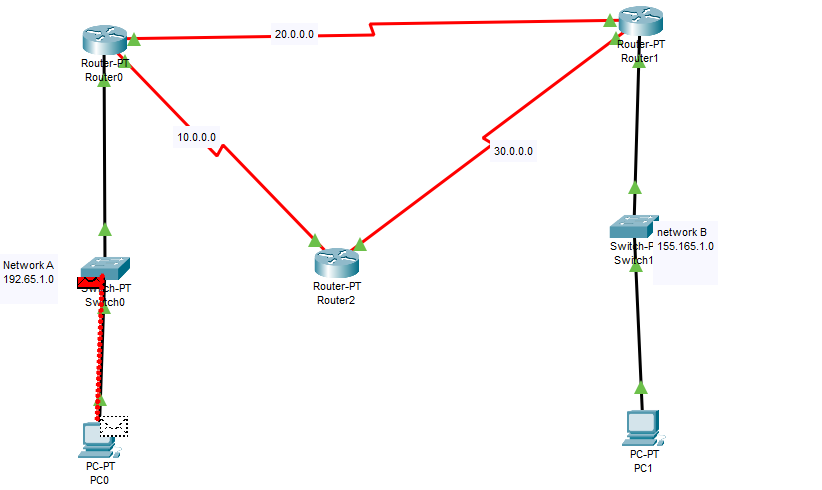 20.0.0.0
Router-PT
Router0
Router-PT
Router1
10.0.0.0
30.0.0.0
Network A
192.65.1.0
Switch-PT
Switch0
Router-PT
Router2
Switch-P
Switch1
network B
155.165.1.0
PC-PT
PC0
PC-PT
PC1